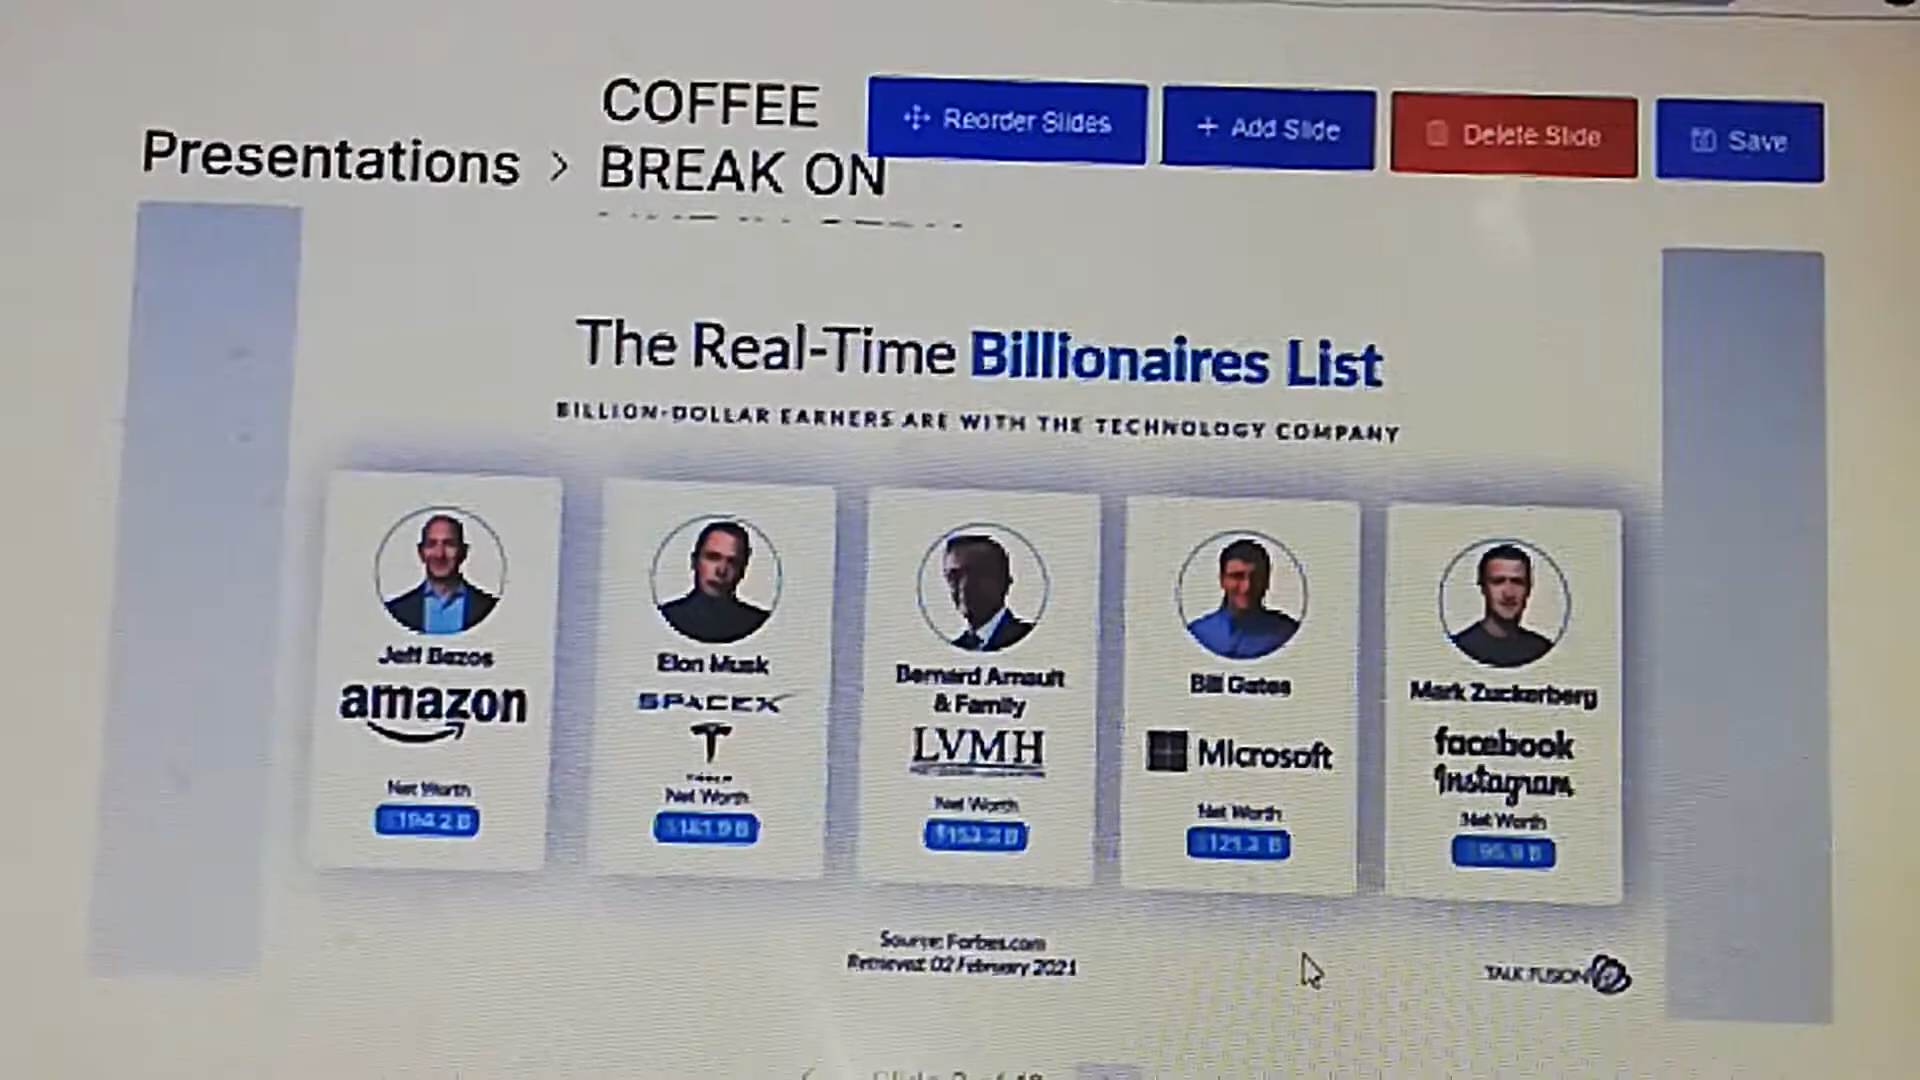 COFFEE
Presentations > BREAK ON
Reorder Slides
+ Add Slide
Delete Slide
Save
The Real-Time Billionaires List
BILLION-DOLLAR EARNERS ARE WITH THE TECHNOLOGY COMPANY
Jeff Bezos
amazon
Net Worth
$194.2 B
Elon Musk
SPACEX
TESLA
Net Worth
Bernard Arnault
& Family
LVMH
Net Worth
Bill Gates
Microsoft
Net Worth
Mark Zuckerberg
facebook
Instagram
Net Worth
Source: Forbes.com
Retrieved: 02 February 2021
TALK FUSION